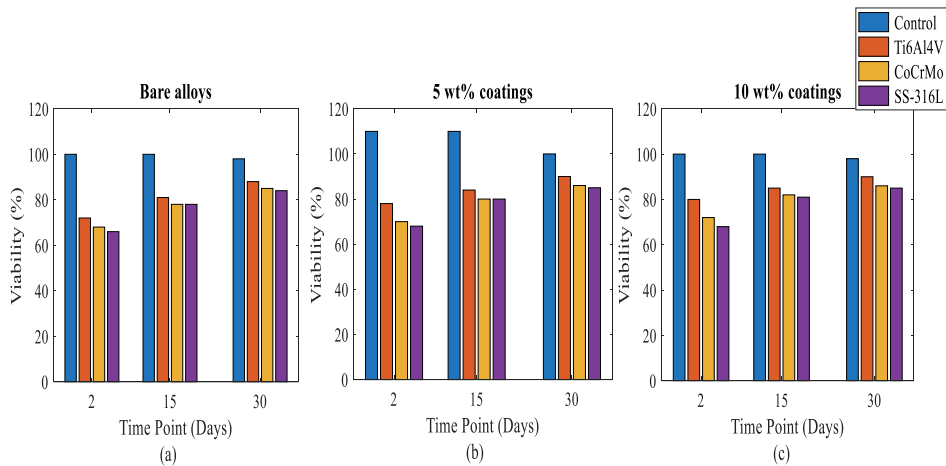 Control
Ti6Al4V
CoCrMo
SS-316L
Bare alloys
120
100
80
60
40
20
0
Viability (%)
2 15 30
Time Point (Days)
(a)
5 wt% coatings
120
100
80
60
40
20
0
Viability (%)
2 15 30
Time Point (Days)
(b)
10 wt% coatings
120
100
80
60
40
20
0
Viability (%)
2 15 30
Time Point (Days)
(c)